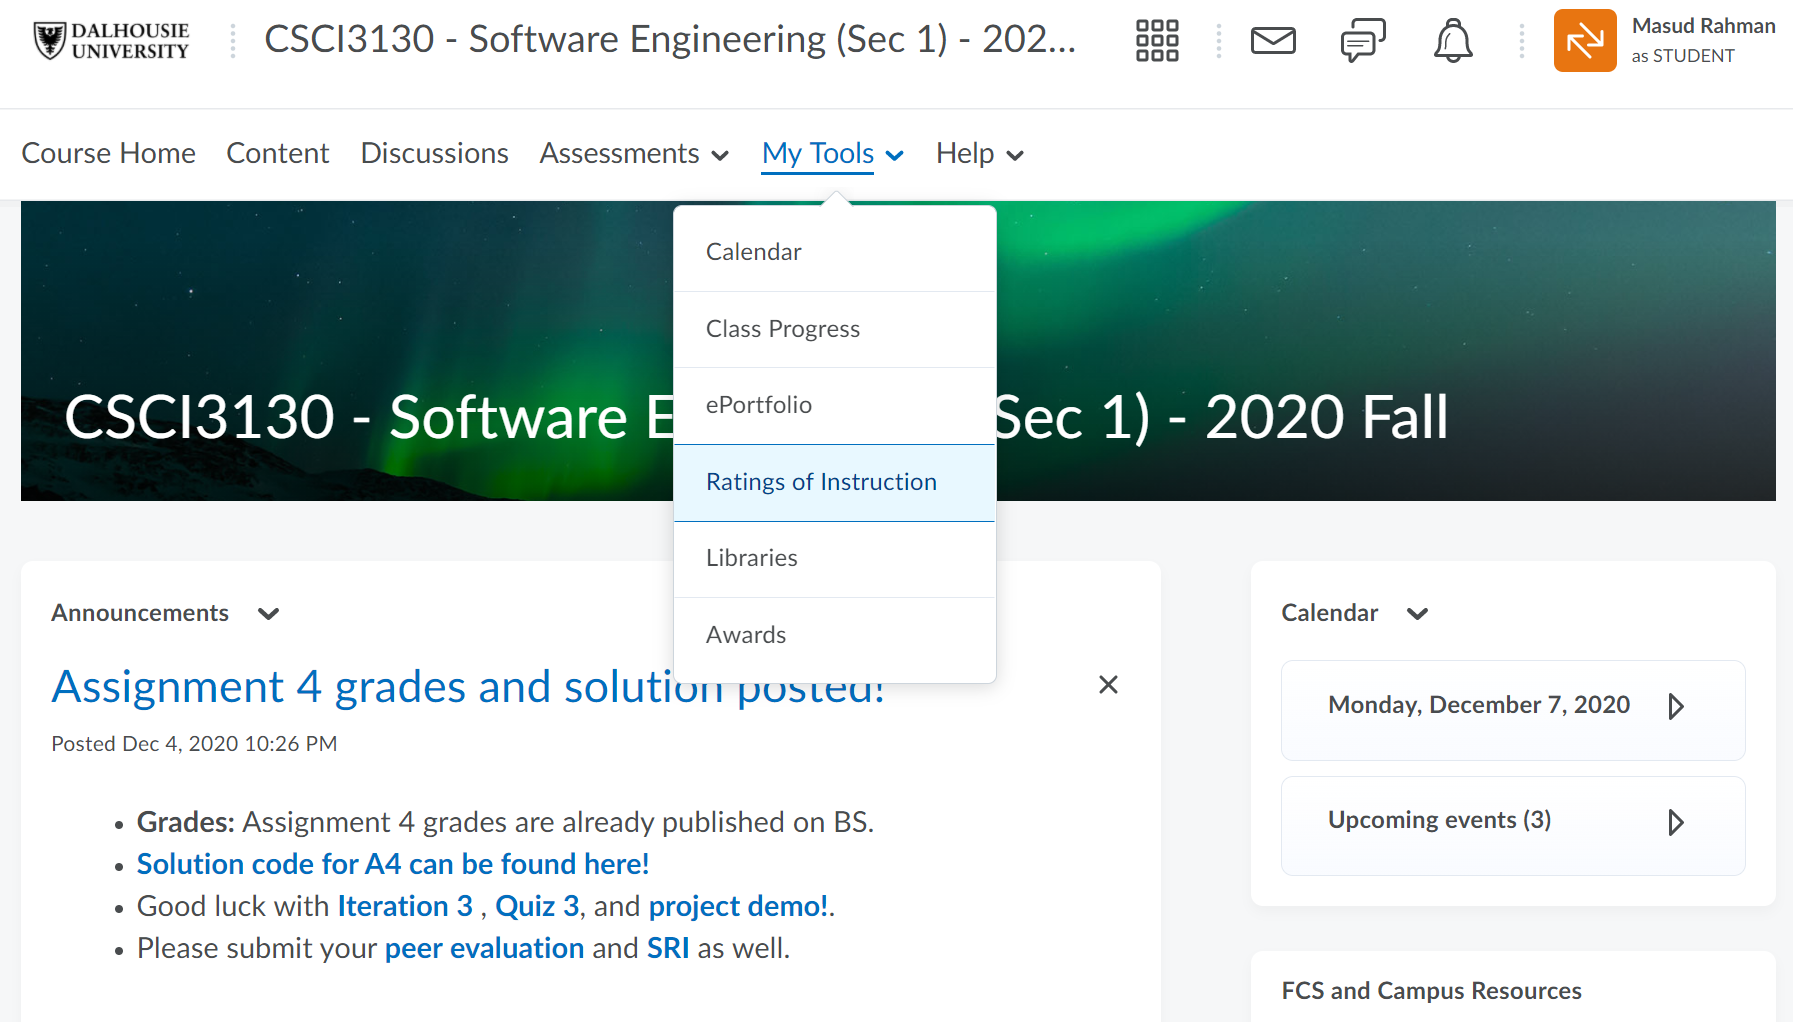 DALHOUSIE
UNIVERSITY
CSCI3130 - Software Engineering (Sec 1) - 202...
Masud Rahman
as STUDENT
Course Home Content Discussions Assessments My Tools Help
Calendar
Class Progress
ePortfolio
Ratings of Instruction
Libraries
Awards
CSCI3130 - Software E Sec 1) - 2020 Fall
Announcements
Assignment 4 grades and solution posted!
Posted Dec 4, 2020 10:26 PM
Grades: Assignment 4 grades are already published on BS.
Solution code for A4 can be found here!
Good luck with Iteration 3 , Quiz 3, and project demo!.
Please submit your peer evaluation and SRI as well.
Calendar
Monday, December 7, 2020
Upcoming events (3)
FCS and Campus Resources